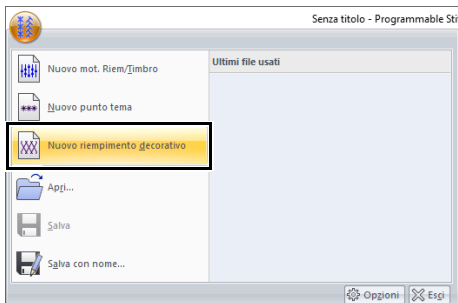 Senza titolo - Programmable Sti
Nuovo mot. Riem/Timbro
Ultimi file usati
Nuovo punto tema
Nuovo riempimento decorativo
Apri...
Salva
Salva con nome...
Opzioni
Esci